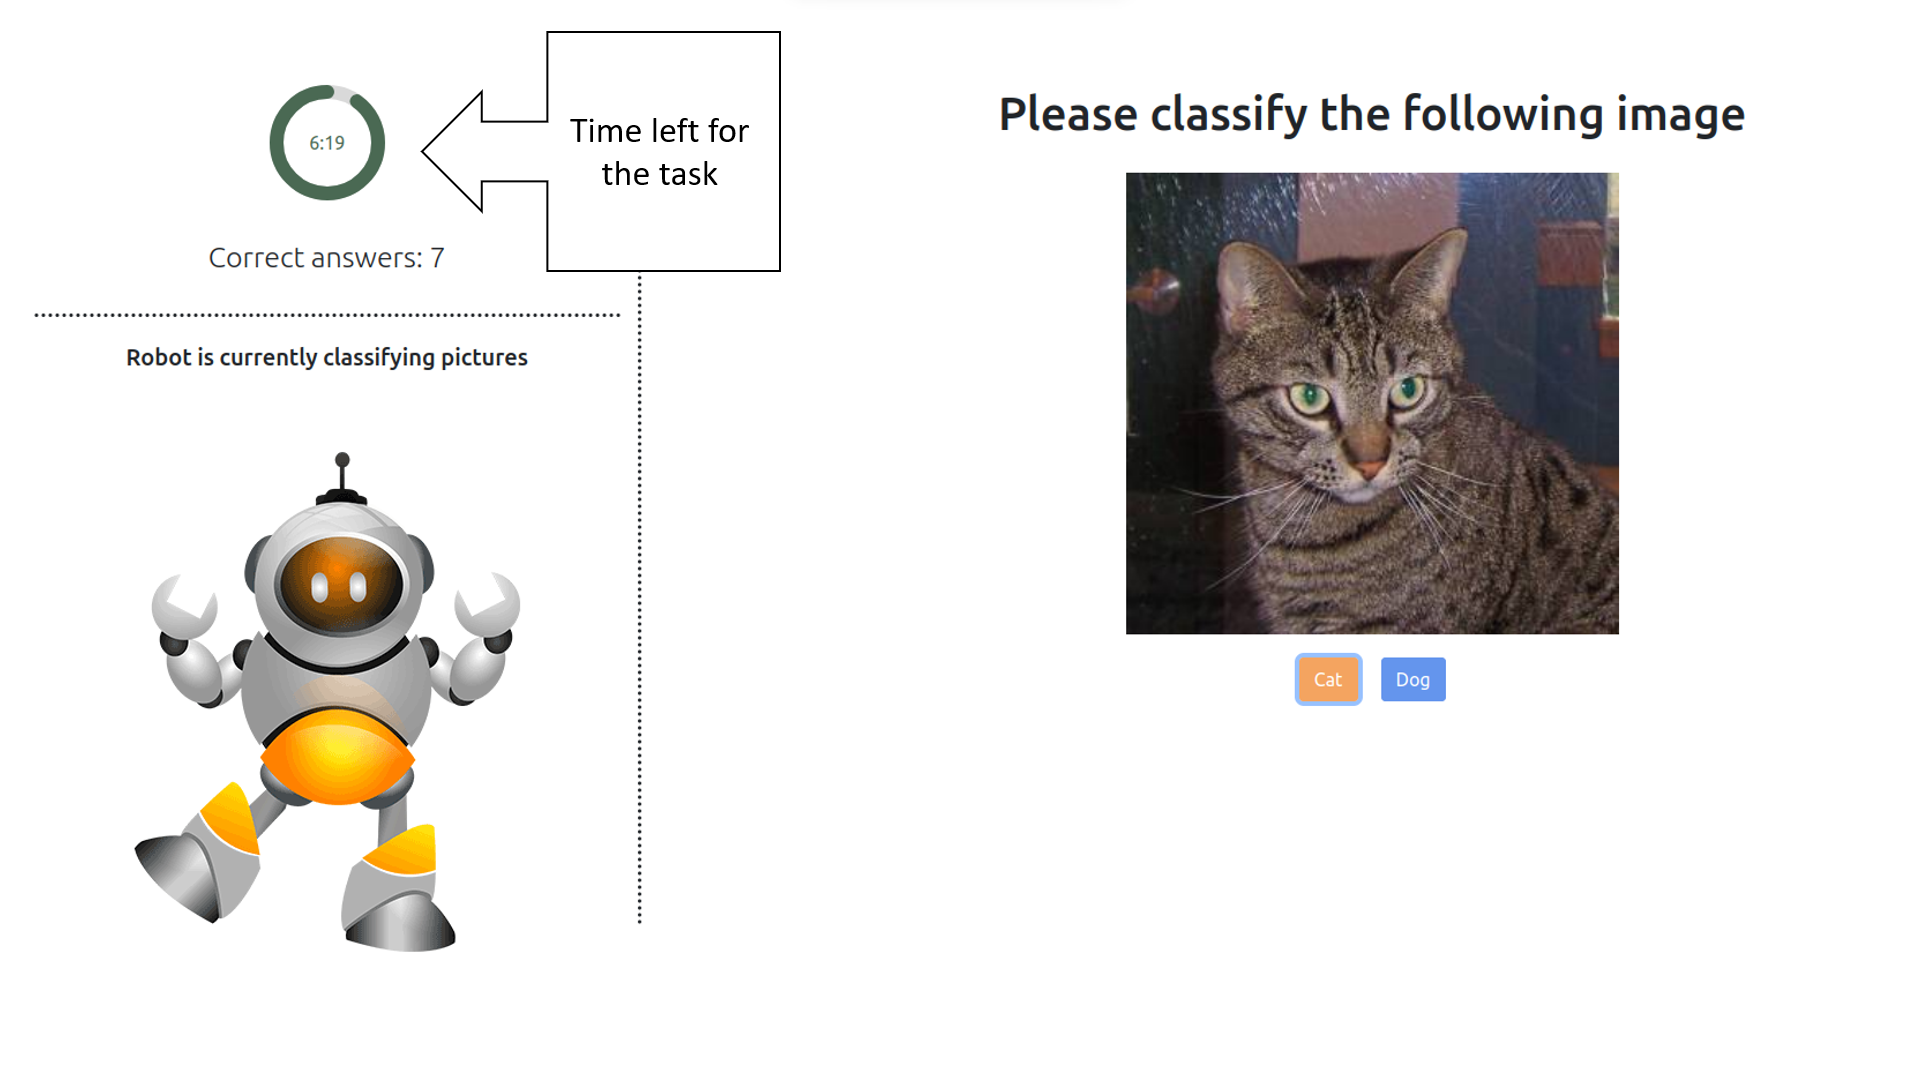 6:19
Time left for
the task
Correct answers: 7
Robot is currently classifying pictures
Please classify the following image
Cat
Dog